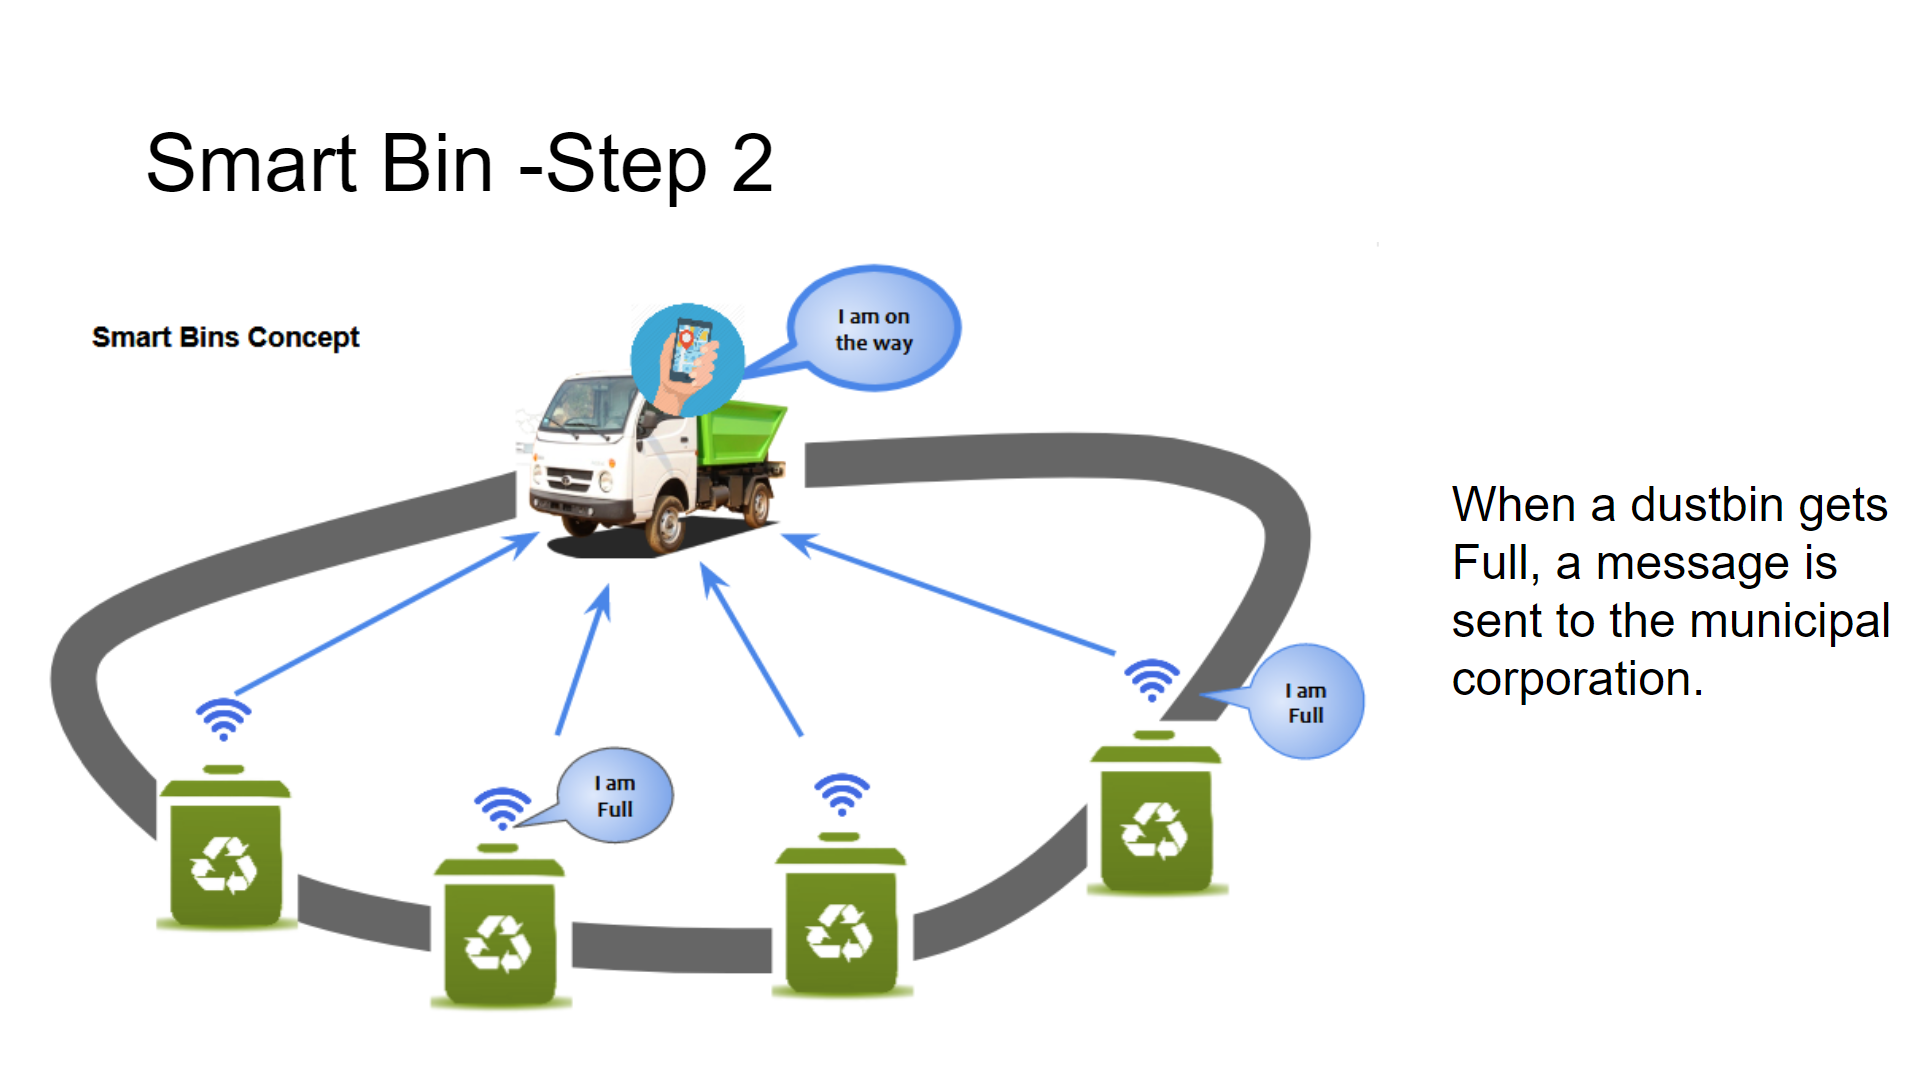 Smart Bin -Step 2
Smart Bins Concept
I am on
the way
When a dustbin gets
Full, a message is
sent to the municipal
corporation.
I am
Full
I am
Full